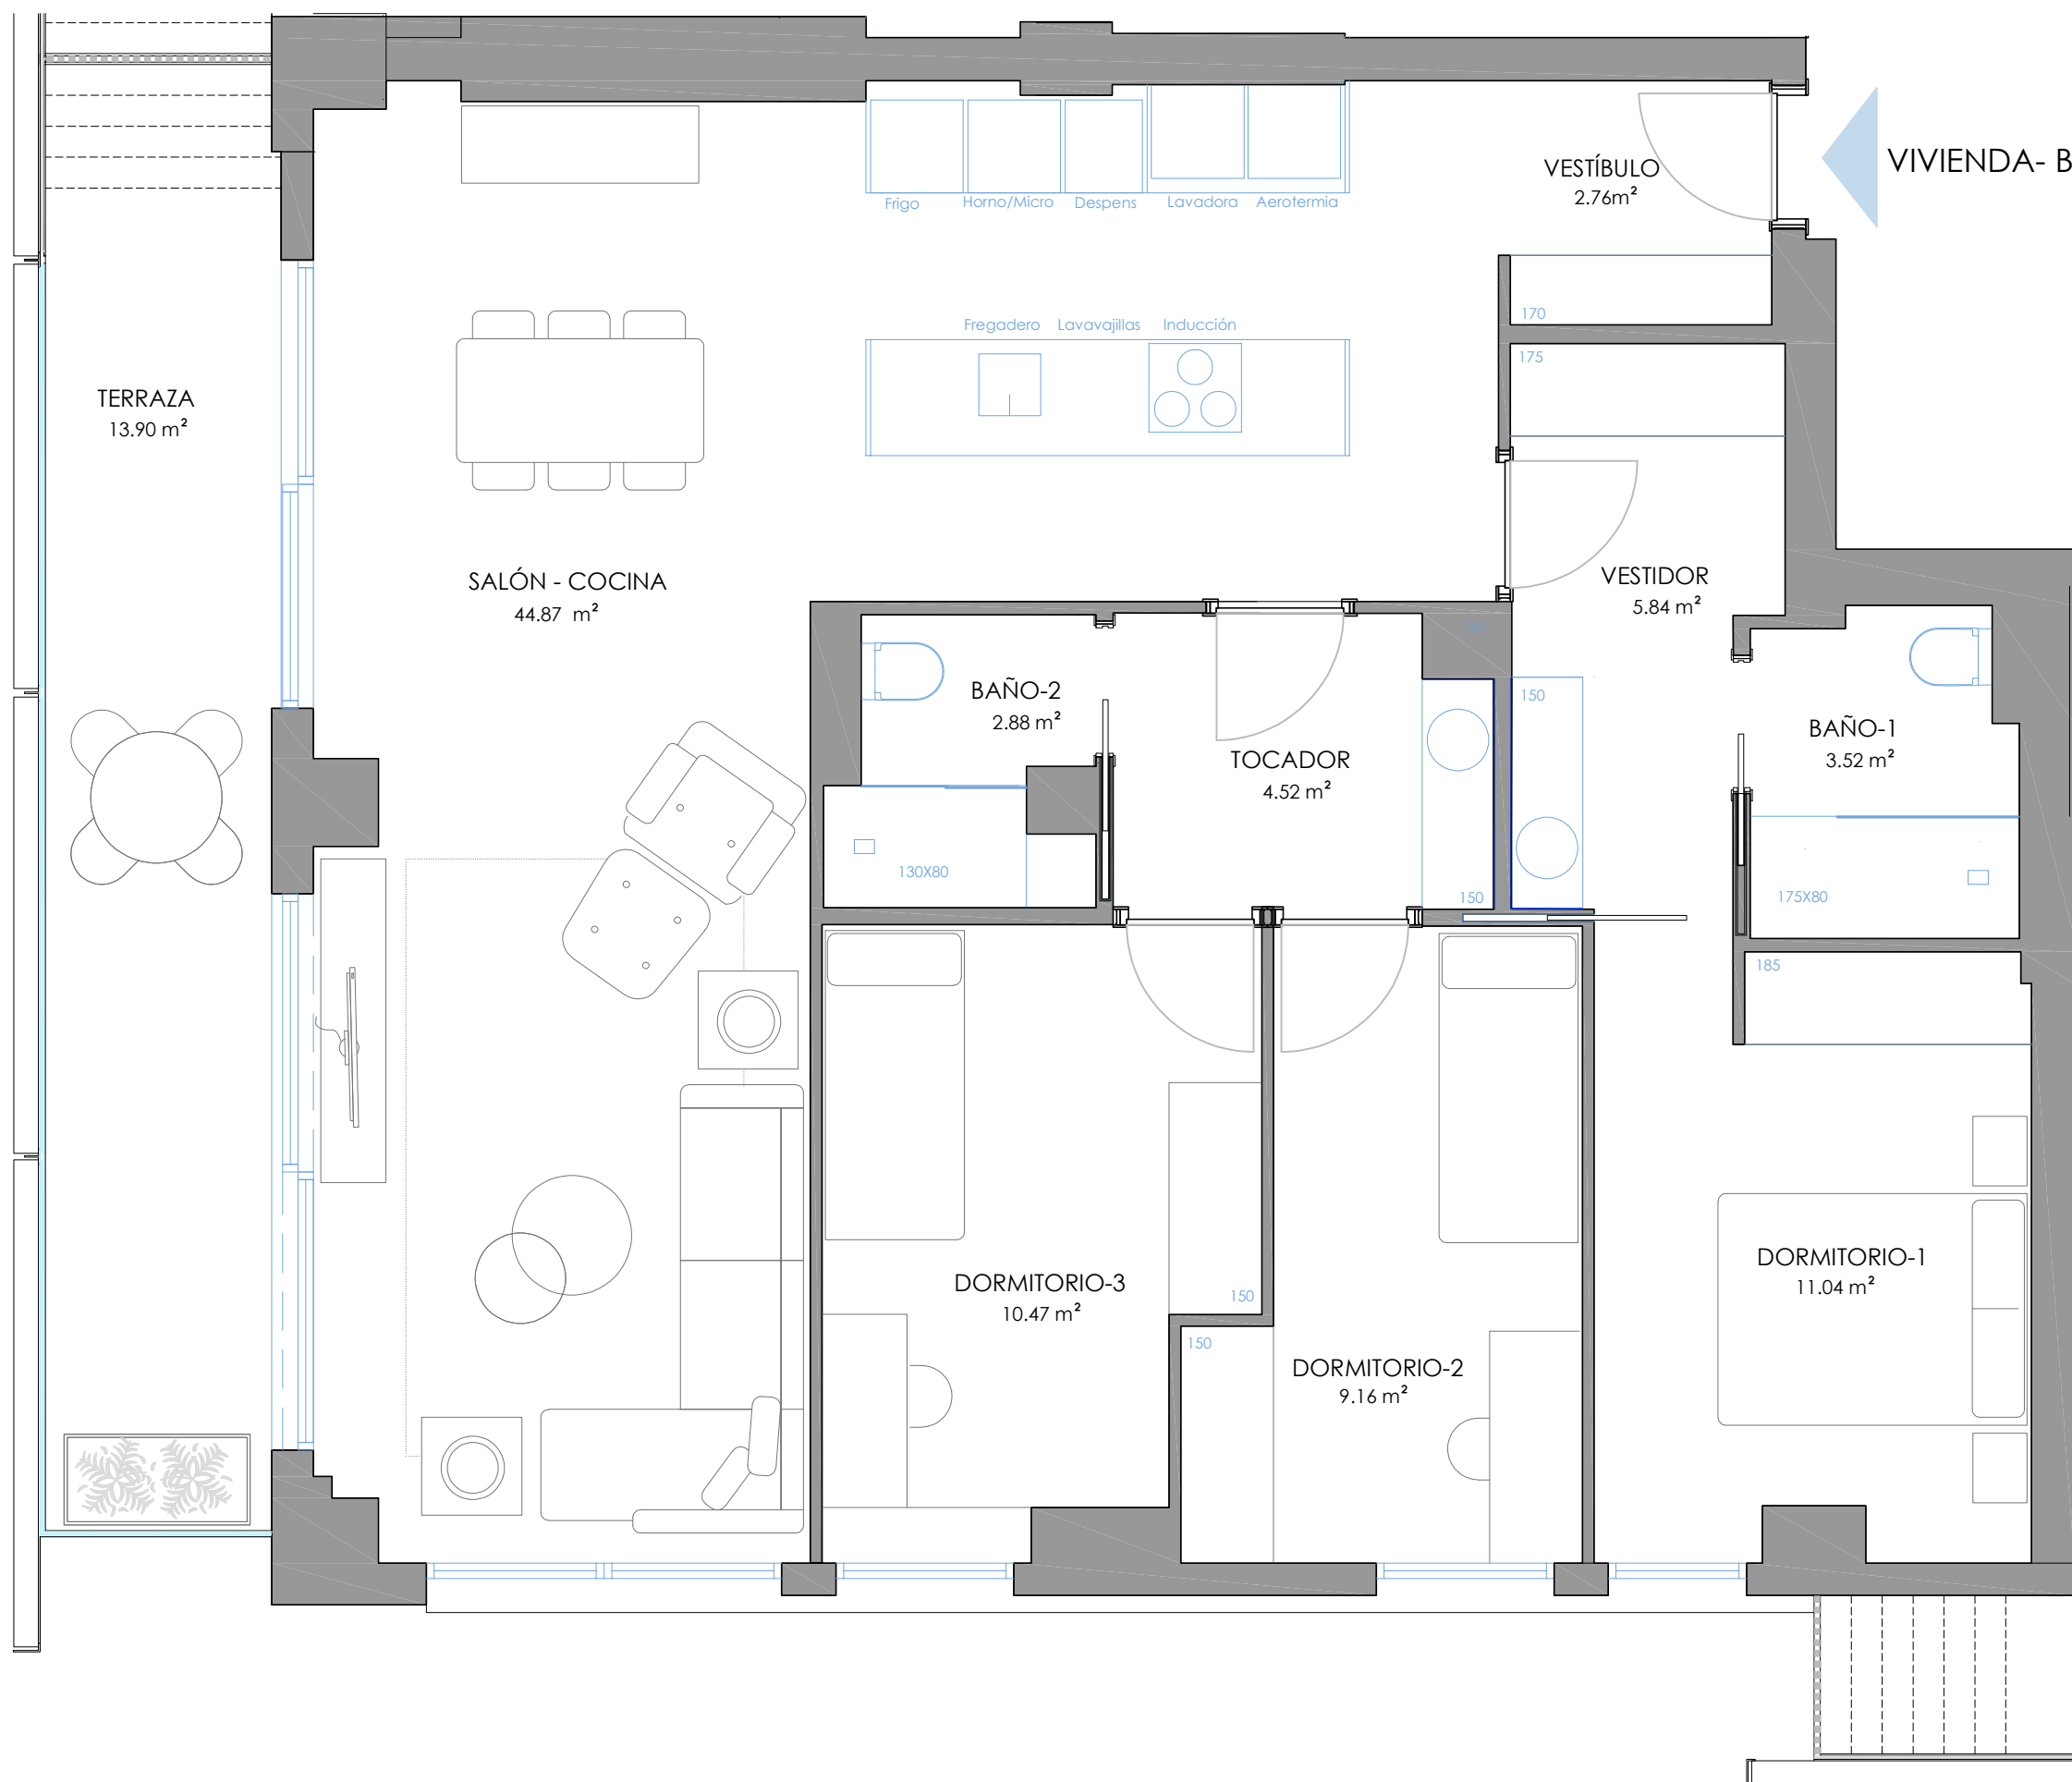 VIVIENDA- B
VESTÍBULO
2.76m²
Frigo
Horno/Micro
Despens
Lavadora
Aerotermia
170
Fregadero
Lavavajillas
Inducción
175
TERRAZA
13.90 m²
SALÓN - COCINA
44.87 m²
VESTIDOR
5.84 m²
BAÑO-2
2.88 m²
150
BAÑO-1
3.52 m²
TOCADOR
4.52 m²
130X80
150
175X80
185
DORMITORIO-3
10.47 m²
150
150
DORMITORIO-2
9.16 m²
DORMITORIO-1
11.04 m²